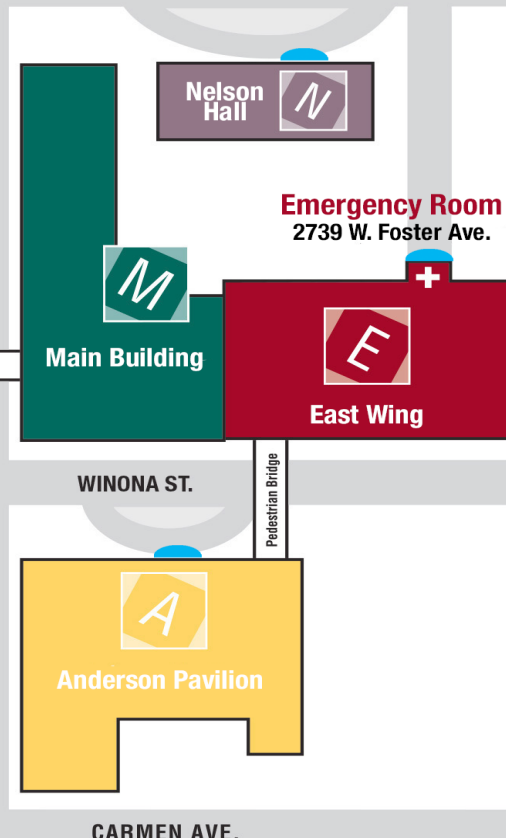 Nelson
Hall
N
Emergency Room
2739 W. Foster Ave.
M
E
Main Building
East Wing
WINONA ST.
Pedestrian Bridge
A
Anderson Pavilion
CARMEN AVE.